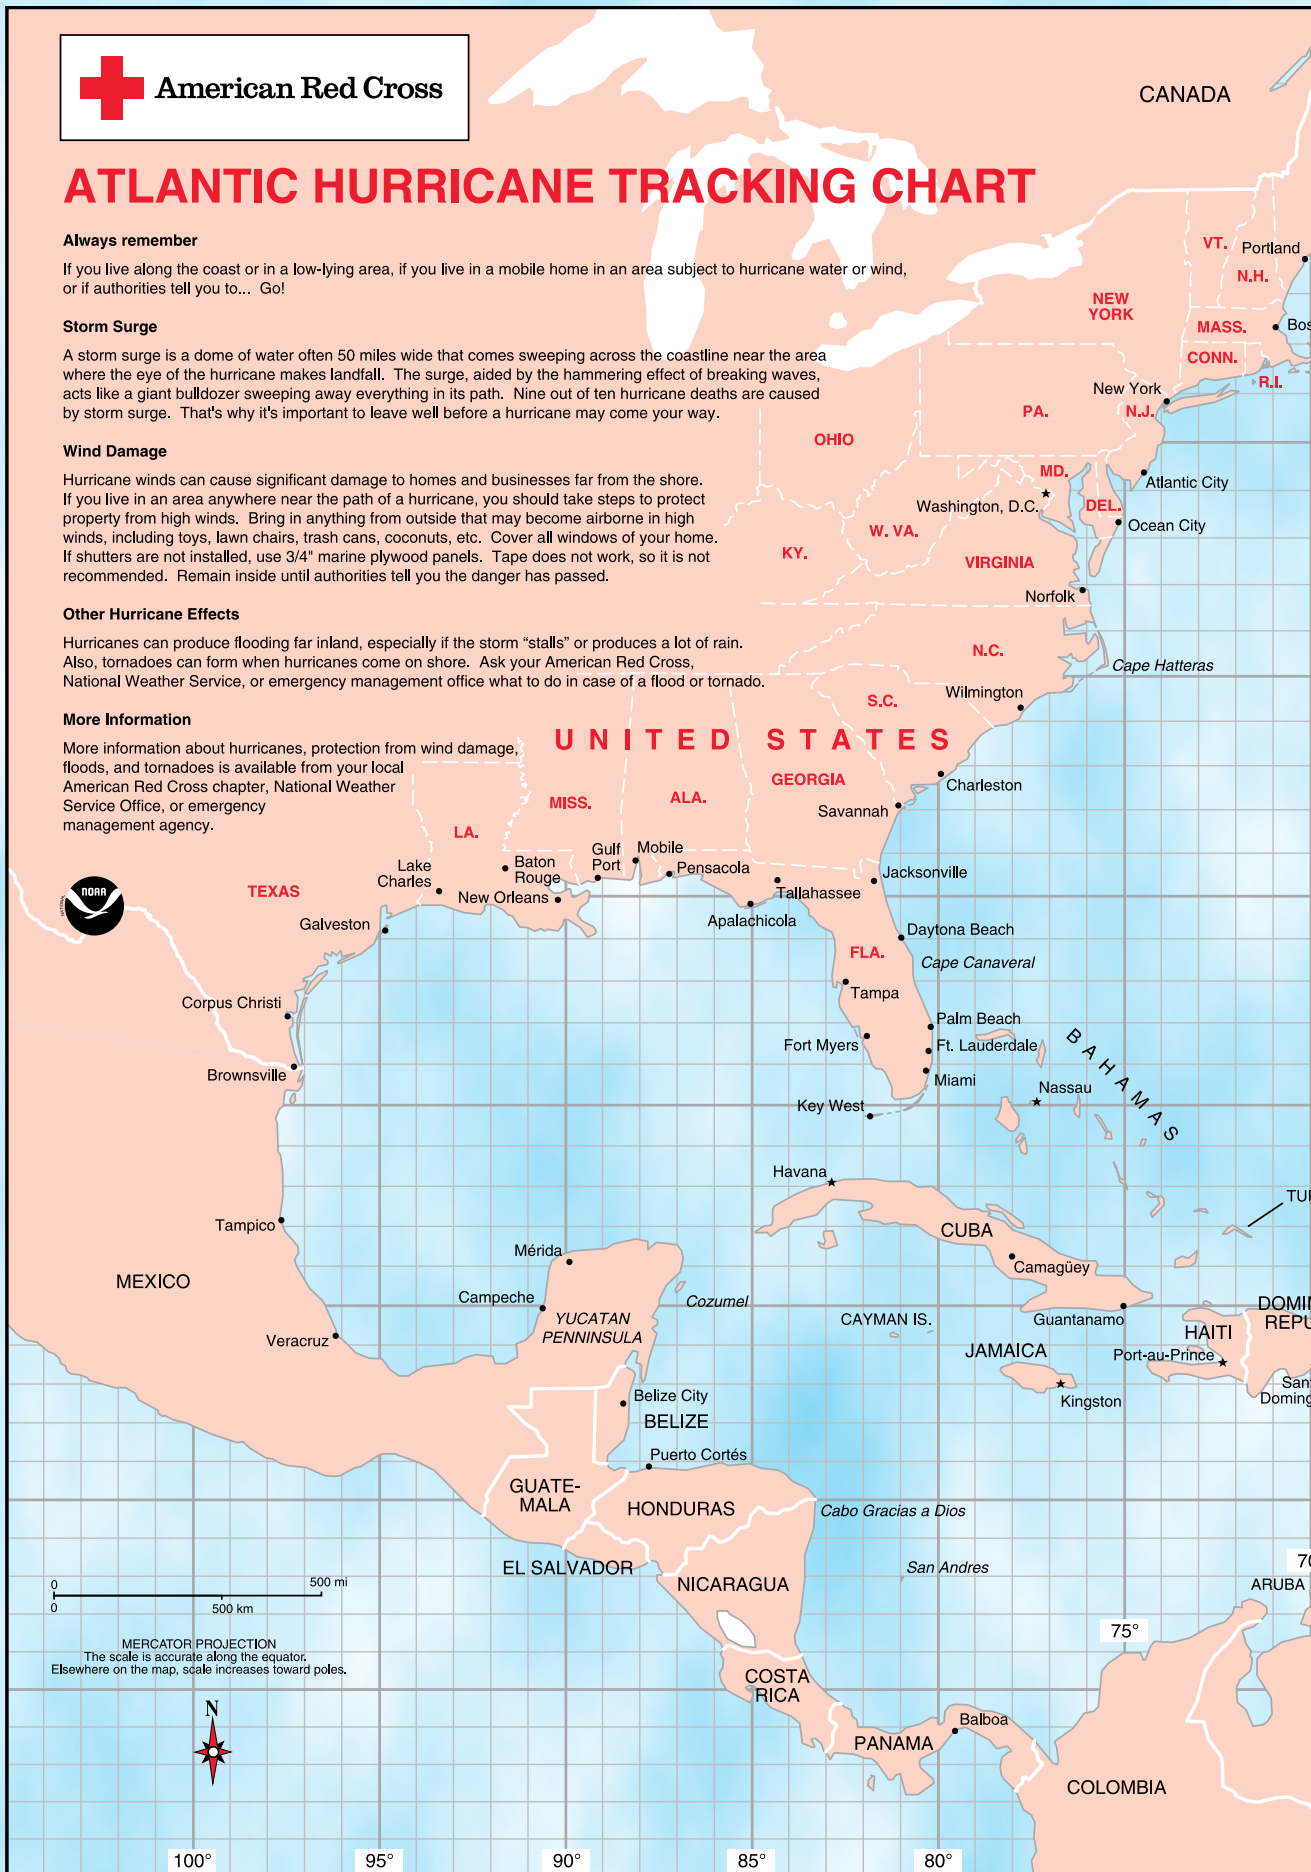 American Red Cross
CANADA
ATLANTIC HURRICANE TRACKING CHART
Always remember
If you live along the coast or in a low-lying area, if you live in a mobile home in an area subject to hurricane water or wind,
or if authorities tell you to... Go!
Storm Surge
A storm surge is a dome of water often 50 miles wide that comes sweeping across the coastline near the area
where the eye of the hurricane makes landfall. The surge, aided by the hammering effect of breaking waves,
acts like a giant bulldozer sweeping away everything in its path. Nine out of ten hurricane deaths are caused
by storm surge. That's why it's important to leave well before a hurricane may come your way.
Wind Damage
Hurricane winds can cause significant damage to homes and businesses far from the shore.
If you live in an area anywhere near the path of a hurricane, you should take steps to protect
property from high winds. Bring in anything from outside that may become airborne in high
winds, including toys, lawn chairs, trash cans, coconuts, etc. Cover all windows of your home.
If shutters are not installed, use 3/4" marine plywood panels. Tape does not work, so it is not
recommended. Remain inside until authorities tell you the danger has passed.
Other Hurricane Effects
Hurricanes can produce flooding far inland, especially if the storm “stalls” or produces a lot of rain.
Also, tornadoes can form when hurricanes come on shore. Ask your American Red Cross,
National Weather Service, or emergency management office what to do in case of a flood or tornado.
More Information
More information about hurricanes, protection from wind damage,
floods, and tornadoes is available from your local
American Red Cross chapter, National Weather
Service Office, or emergency
management agency.
VT.
Portland
N.H.
NEW
YORK
MASS.
Bos
CONN.
R.I.
New York
PA.
N.J.
OHIO
MD.
Atlantic City
Washington, D.C.
DEL.
Ocean City
W. VA.
KY.
VIRGINIA
Norfolk
N.C.
Cape Hatteras
Wilmington
S.C.
UNITED STATES
GEORGIA
Charleston
ALA.
MISS.
Savannah
LA.
Mobile
Gulf
Port
Baton
Rouge
Lake
Charles
Pensacola
Jacksonville
Tallahassee
NOAA
TEXAS
New Orleans
Apalachicola
Galveston
Daytona Beach
FLA.
Cape Canaveral
Tampa
Corpus Christi
Palm Beach
Fort Myers
Ft. Lauderdale
BAHAMAS
Brownsville
Miami
Nassau
Key West
Havana
TUR
Tampico
CUBA
Mérida
Camagüey
MEXICO
Campeche
Cozumel
YUCATAN
PENNINSULA
CAYMAN IS.
Guantanamo
DOMIN
REPU
HAITI
Veracruz
JAMAICA
Port-au-Prince
Kingston
Sant
Doming
Belize City
BELIZE
Puerto Cortés
GUATE-
MALA
HONDURAS
Cabo Gracias a Dios
EL SALVADOR
San Andres
NICARAGUA
70
ARUBA
0
500 mi
0
500 km
75°
MERCATOR PROJECTION
The scale is accurate along the equator.
Elsewhere on the map, scale increases toward poles.
COSTA
RICA
N
Balboa
PANAMA
COLOMBIA
100°
95°
90°
85°
80°